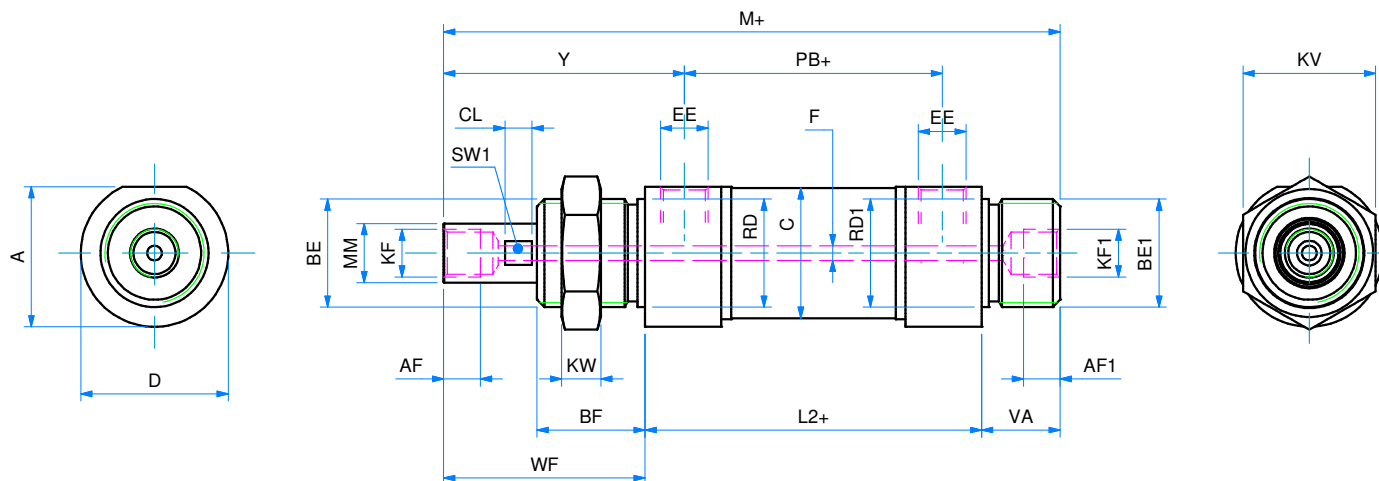 M+
Y
PB+
KV
CL
EE
F
EE
SW1
A
BE
MM
KF
RD
C
RD1
KF1
BE1
AF
KW
AF1
D
BF
L2+
VA
WF